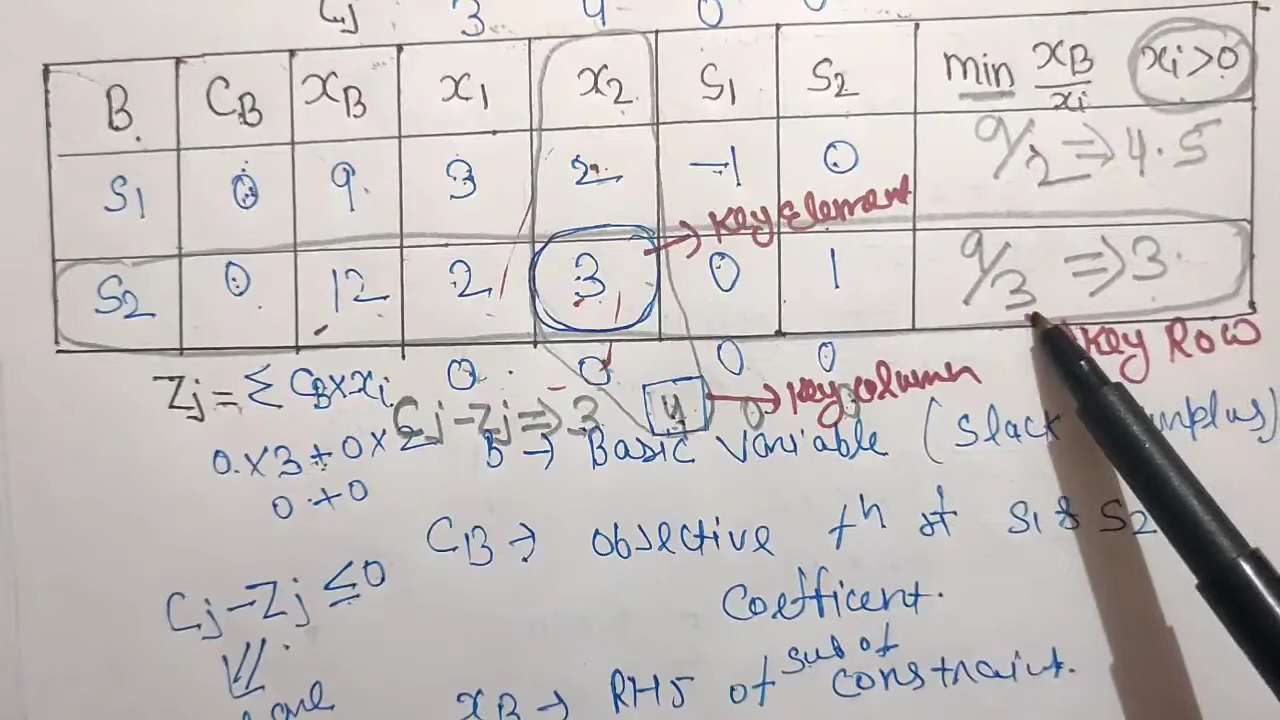 Cj 3 4 0 0
B CB XB x1 x2 S1 S2 min XB/xi xi>0
S1 0 9 3 2 -1 0 9/2 ⇒ 4.5
Key Element
S2 0 12 2 3 0 1 9/3 ⇒ 3
Key Row
Zj = Σ CB×xi 0 0 0 0
Cj-Zj ⇒ 3 4 0 0 → Key column
0×3 + 0×2 B → Basic Variable (Slack
0+0
CB → objective fn of S1 & S2
Coefficent.
Cj-Zj ≤ 0
XB → RHS of sub of constraint.